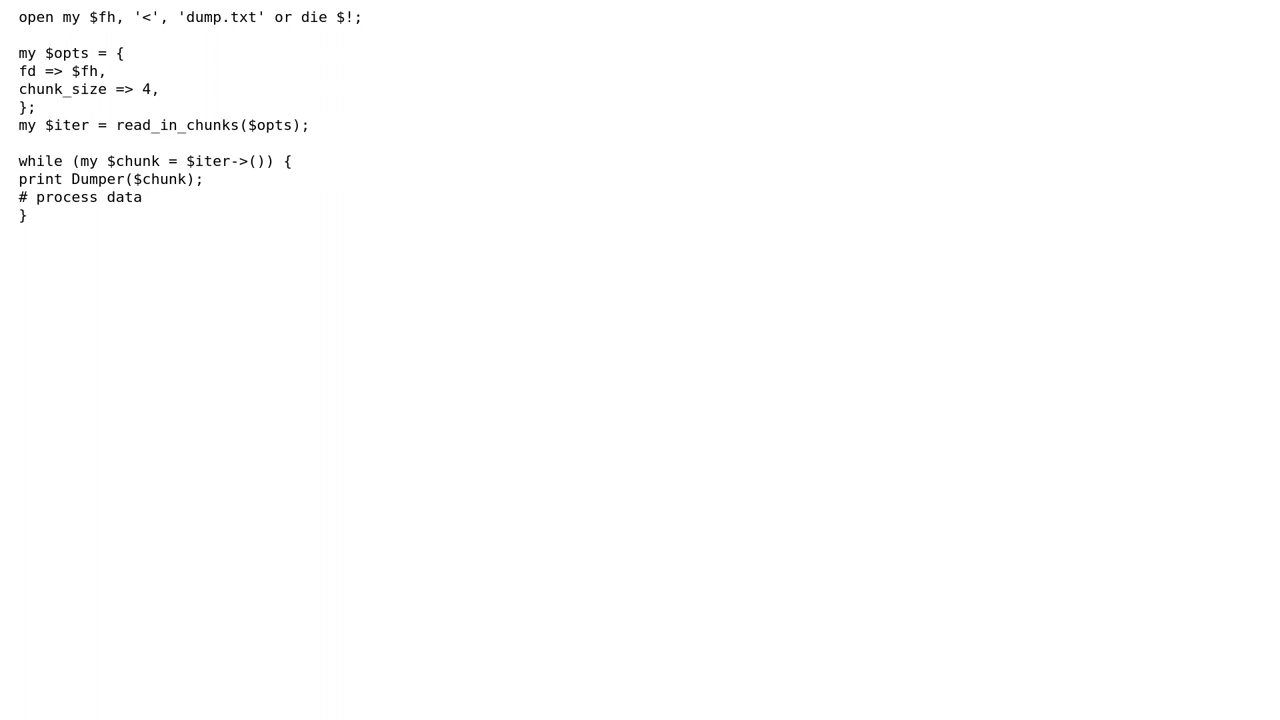 open my $fh, '<', 'dump.txt' or die $!;
my $opts = {
fd => $fh,
chunk_size => 4,
};
my $iter = read_in_chunks($opts);
while (my $chunk = $iter->()) {
print Dumper($chunk);
# process data
}